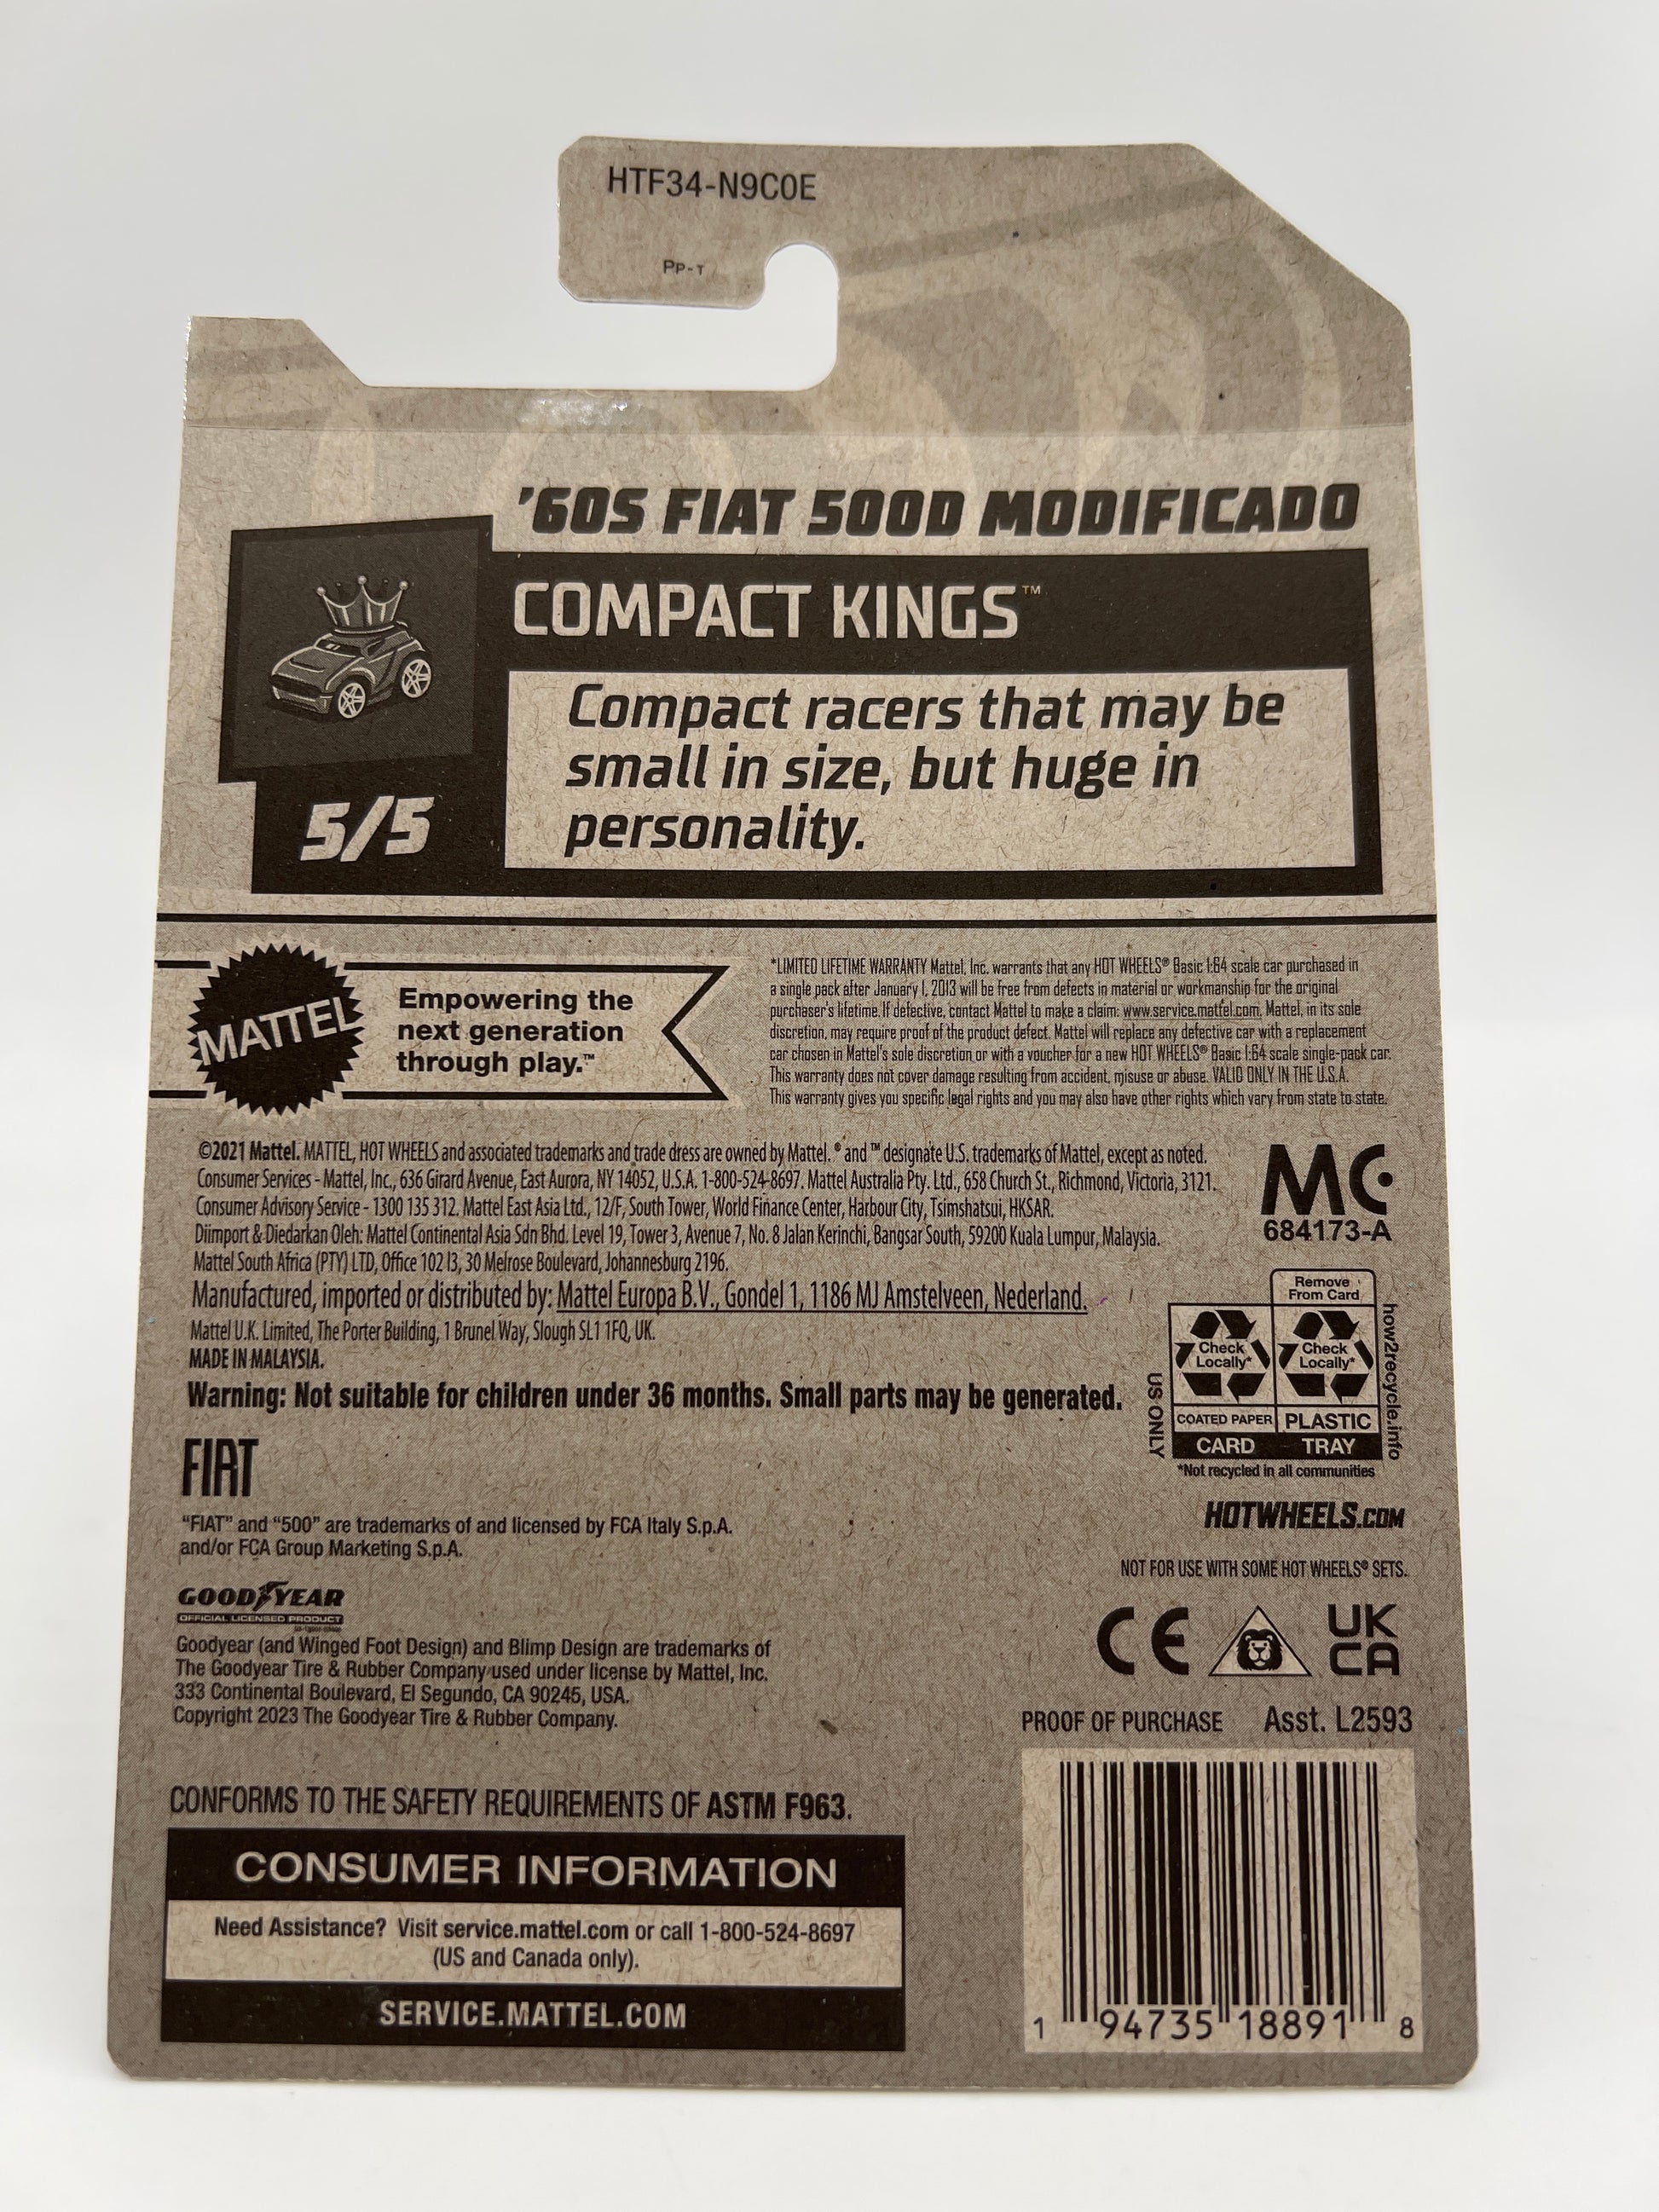 HTF34-N9C0E
PP-T
'60S FIAT 500D MODIFICADO
COMPACT KINGS™
Compact racers that may be
small in size, but huge in
personality.
5/5
MATTEL
Empowering the
next generation
through play.™
*LIMITED LIFETIME WARRANTY Mattel, Inc. warrants that any HOT WHEELS® Basic 1:64 scale car purchased in
a single pack after January 1, 2013 will be free from defects in material or workmanship for the original
purchaser's lifetime. If defective, contact Mattel to make a claim: www.service.mattel.com. Mattel, in its sole
discretion, may require proof of the product defect. Mattel will replace any defective car with a replacement
car chosen in Mattel's sole discretion or with a voucher for a new HOT WHEELS® Basic 1:64 scale single-pack car.
This warranty does not cover damage resulting from accident, misuse or abuse. VALID ONLY IN THE U.S.A.
This warranty gives you specific legal rights and you may also have other rights which vary from state to state.
©2021 Mattel. MATTEL, HOT WHEELS and associated trademarks and trade dress are owned by Mattel. ® and ™ designate U.S. trademarks of Mattel, except as noted.
Consumer Services - Mattel, Inc., 636 Girard Avenue, East Aurora, NY 14052, U.S.A. 1-800-524-8697. Mattel Australia Pty. Ltd., 658 Church St., Richmond, Victoria, 3121.
Consumer Advisory Service - 1300 135 312. Mattel East Asia Ltd., 12/F, South Tower, World Finance Center, Harbour City, Tsimshatsui, HKSAR.
Diimport & Diedarkan Oleh: Mattel Continental Asia Sdn Bhd. Level 19, Tower 3, Avenue 7, No. 8 Jalan Kerinchi, Bangsar South, 59200 Kuala Lumpur, Malaysia.
Mattel South Africa (PTY) LTD, Office 102 I3, 30 Melrose Boulevard, Johannesburg 2196.
Manufactured, imported or distributed by: Mattel Europa B.V., Gondel 1, 1186 MJ Amstelveen, Nederland.
Mattel U.K. Limited, The Porter Building, 1 Brunel Way, Slough SL1 1FQ, UK.
MADE IN MALAYSIA.
Warning: Not suitable for children under 36 months. Small parts may be generated.
MC
684173-A
Remove
From Card
Check
Locally*
Check
Locally*
COATED PAPER
PLASTIC
CARD
TRAY
US ONLY
how2recycle.info
*Not recycled in all communities
FIAT
"FIAT" and "500" are trademarks of and licensed by FCA Italy S.p.A.
and/or FCA Group Marketing S.p.A.
HOTWHEELS.COM
NOT FOR USE WITH SOME HOT WHEELS® SETS.
GOODYEAR
OFFICIAL LICENSED PRODUCT
Goodyear (and Winged Foot Design) and Blimp Design are trademarks of
The Goodyear Tire & Rubber Company used under license by Mattel, Inc.
333 Continental Boulevard, El Segundo, CA 90245, USA.
Copyright 2023 The Goodyear Tire & Rubber Company.
CE
UK
CA
PROOF OF PURCHASE Asst. L2593
CONFORMS TO THE SAFETY REQUIREMENTS OF ASTM F963.
CONSUMER INFORMATION
Need Assistance? Visit service.mattel.com or call 1-800-524-8697
(US and Canada only).
SERVICE.MATTEL.COM
1 94735 18891 8